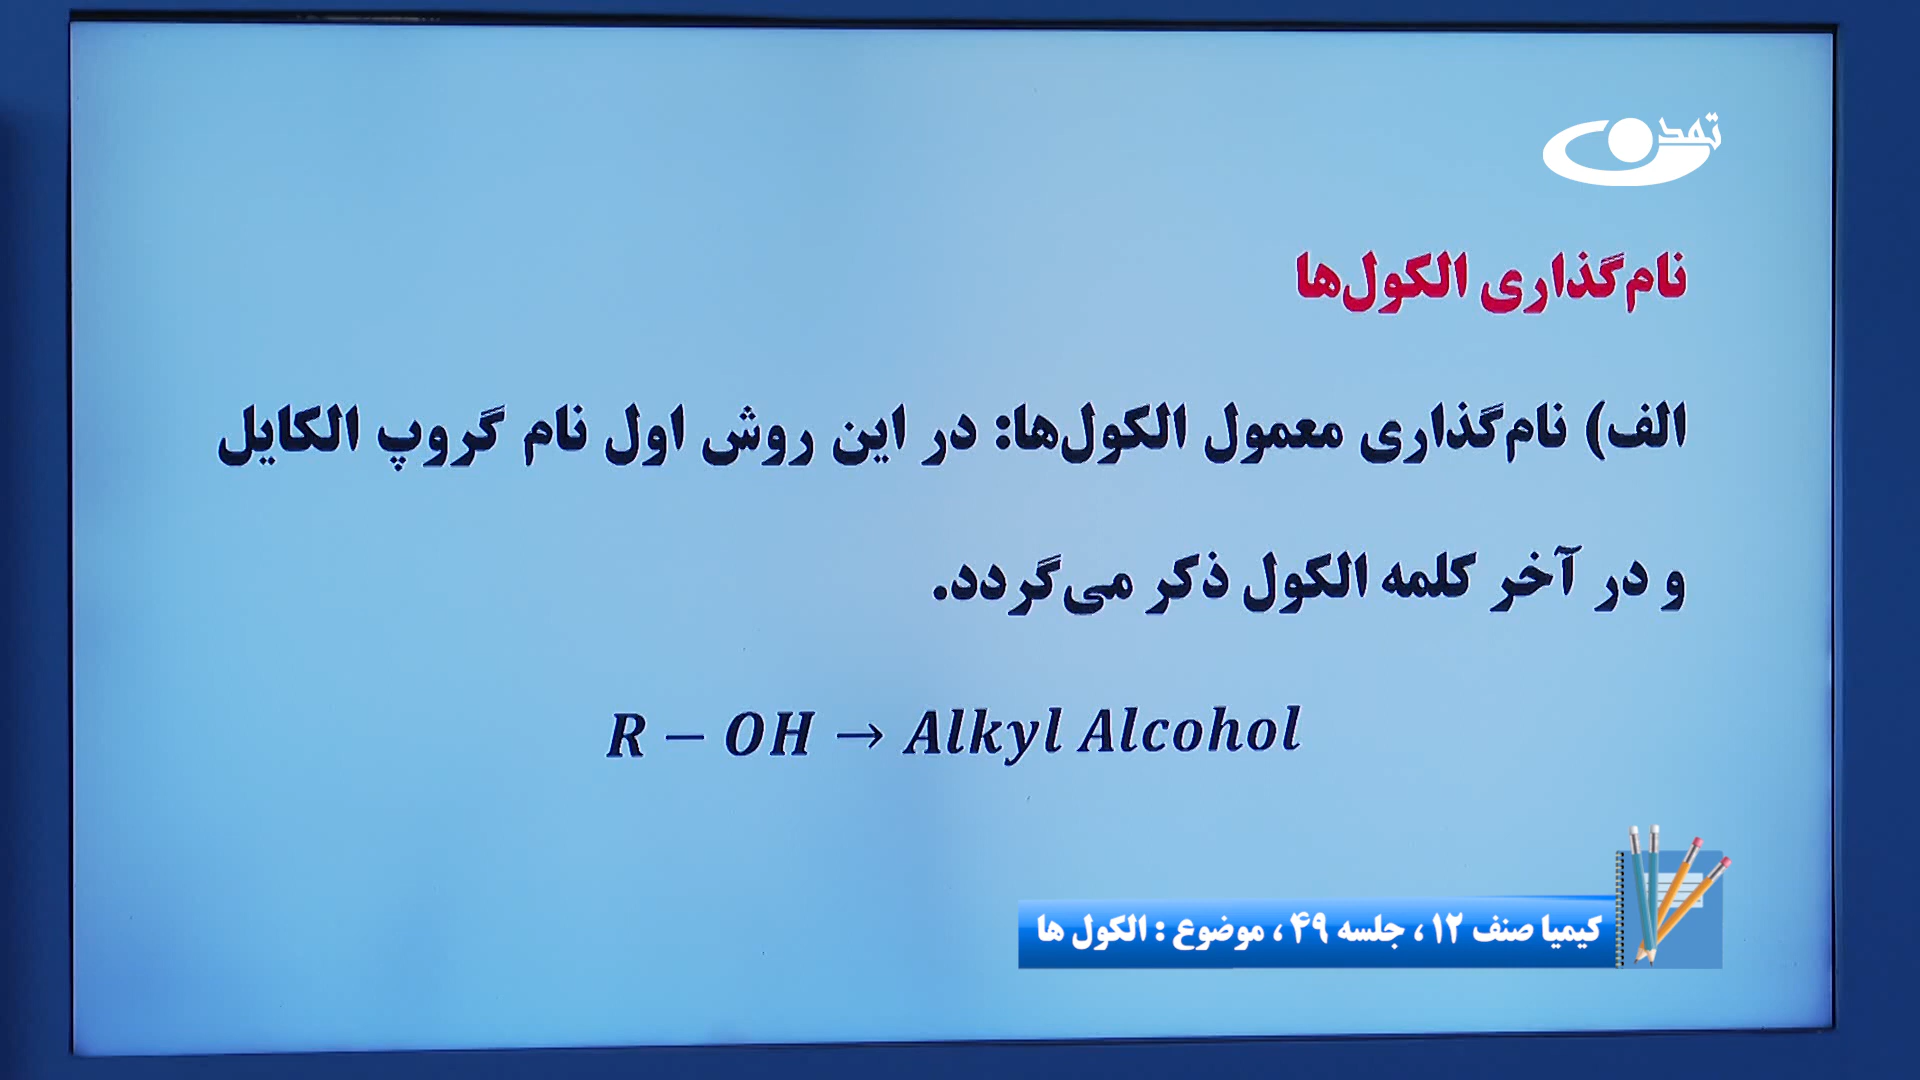 تمدن
نام‌گذاری الکول‌ها
الف) نام‌گذاری معمول الکول‌ها: در این روش اول نام گروپ الکایل
و در آخر کلمه الکول ذکر می‌گردد.
R – OH → Alkyl Alcohol
کیمیا صنف ۱۲ ، جلسه ۴۹ ، موضوع : الکول ها